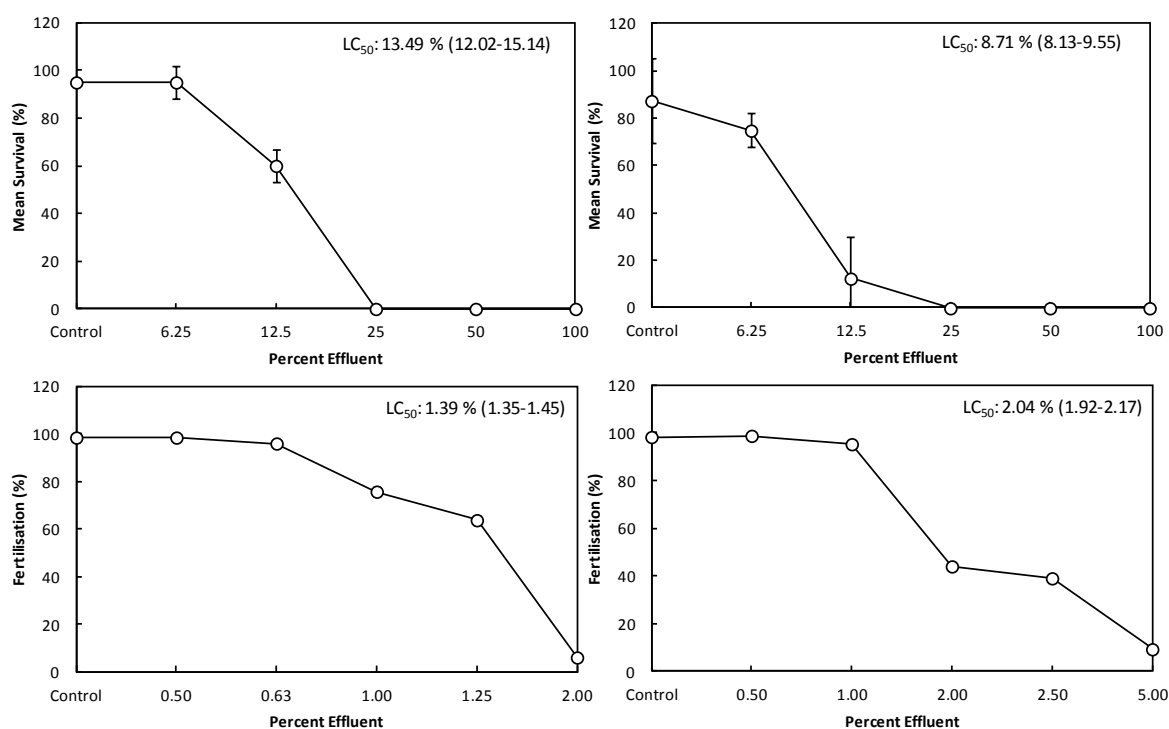 LC50: 13.49 % (12.02-15.14)
120
100
80
60
40
20
0
Mean Survival (%)
Control 6.25 12.5 25 50 100
Percent Effluent
LC50: 8.71 % (8.13-9.55)
120
100
80
60
40
20
0
Mean Survival (%)
Control 6.25 12.5 25 50 100
Percent Effluent
LC50: 1.39 % (1.35-1.45)
120
100
80
60
40
20
0
Fertilisation (%)
Control 0.50 0.63 1.00 1.25 2.00
Percent Effluent
LC50: 2.04 % (1.92-2.17)
120
100
80
60
40
20
0
Fertilisation (%)
Control 0.50 1.00 2.00 2.50 5.00
Percent Effluent